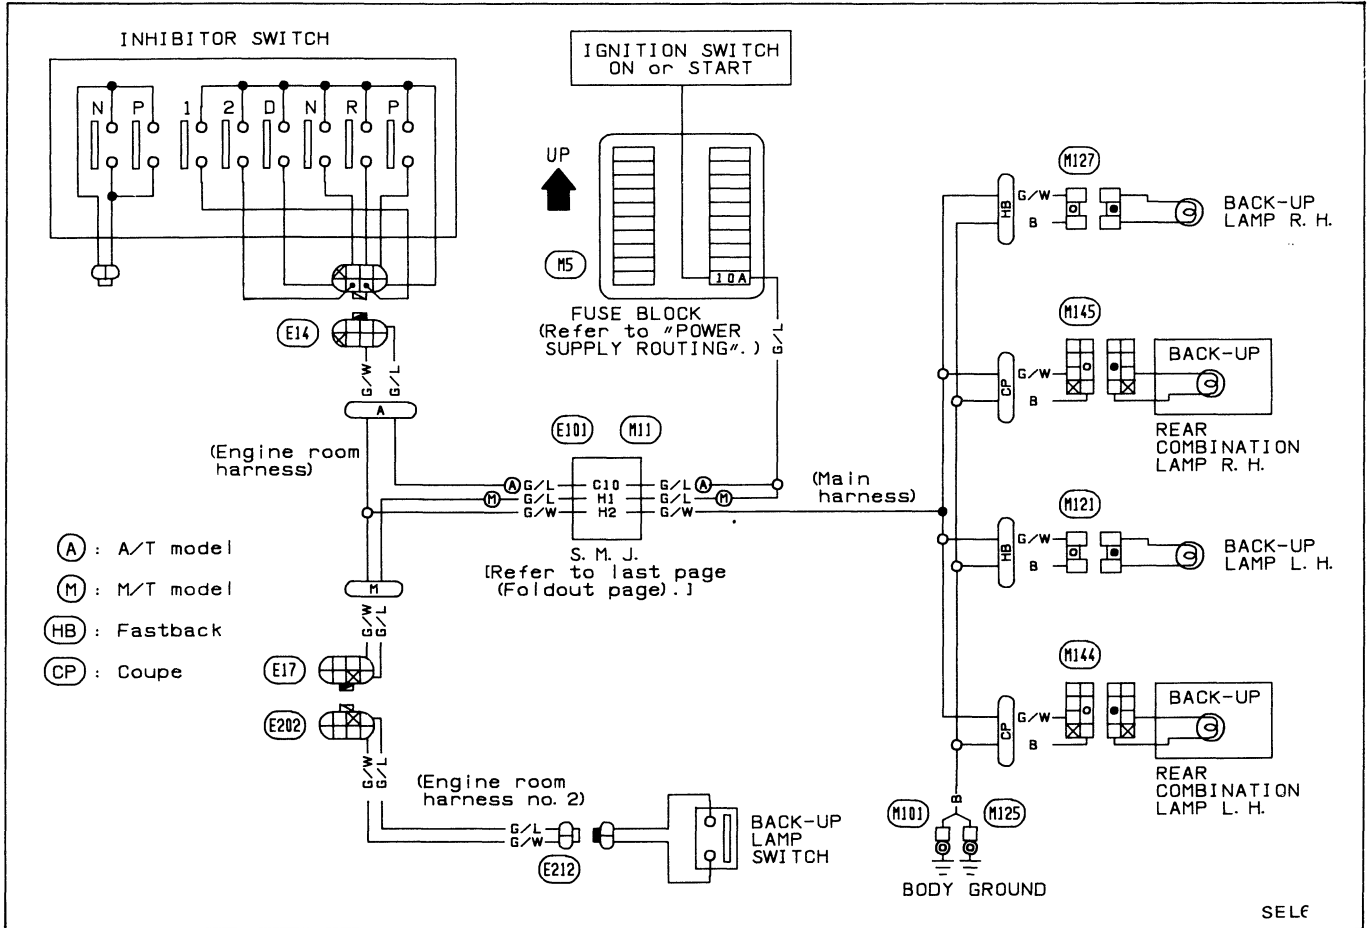 INHIBITOR SWITCH
N P 1 2 D N R P
IGNITION SWITCH
ON or START
UP
M5
10A
FUSE BLOCK
(Refer to "POWER
SUPPLY ROUTING".)
G/L
E14
G/W
G/L
A
(Engine room
harness)
E101
M11
A G/L C10 G/L A
M G/L H1 G/L M
G/W H2 G/W
S. M. J.
[Refer to last page
(Foldout page).]
(Main
harness)
A : A/T model
M : M/T model
HB : Fastback
CP : Coupe
M
G/W
G/L
E17
E202
G/W
G/L
(Engine room
harness no. 2)
G/L
G/W
E212
BACK-UP
LAMP
SWITCH
M127
HB
G/W
B
BACK-UP
LAMP R. H.
M145
CP
G/W
B
BACK-UP
REAR
COMBINATION
LAMP R. H.
M121
HB
G/W
B
BACK-UP
LAMP L. H.
M144
CP
G/W
B
BACK-UP
REAR
COMBINATION
LAMP L. H.
B
M101
M125
BODY GROUND